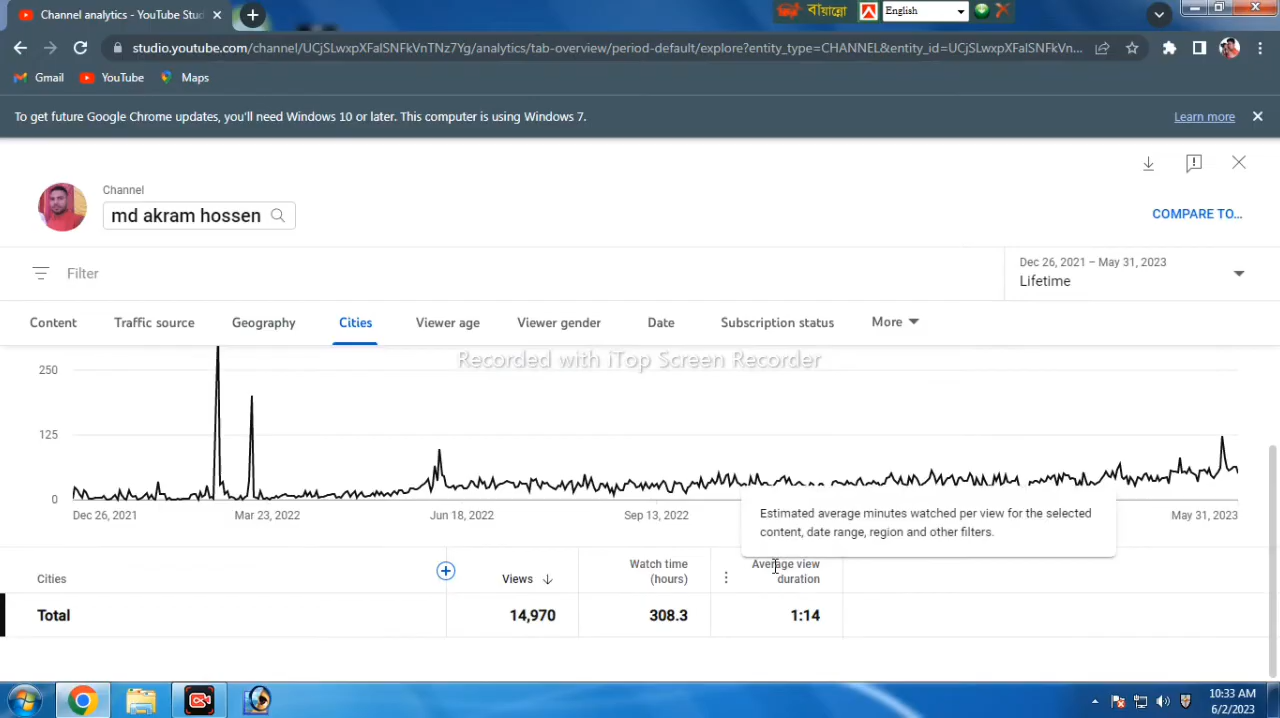 Channel analytics - YouTube Stud
বাঁয়ান্নো
English
studio.youtube.com/channel/UCjSLwxpXFalSNFkVnTNz7Yg/analytics/tab-overview/period-default/explore?entity_type=CHANNEL&entity_id=UCjSLwxpXFalSNFkVn...
Gmail
YouTube
Maps
To get future Google Chrome updates, you'll need Windows 10 or later. This computer is using Windows 7.
Learn more
Channel
md akram hossen
COMPARE TO...
Filter
Dec 26, 2021 – May 31, 2023
Lifetime
Content
Traffic source
Geography
Cities
Viewer age
Viewer gender
Date
Subscription status
More
Recorded with iTop Screen Recorder
250
125
0
Dec 26, 2021
Mar 23, 2022
Jun 18, 2022
Sep 13, 2022
May 31, 2023
Estimated average minutes watched per view for the selected
content, date range, region and other filters.
Cities
Views
Watch time
(hours)
Average view
duration
Total
14,970
308.3
1:14
10:33 AM
6/2/2023